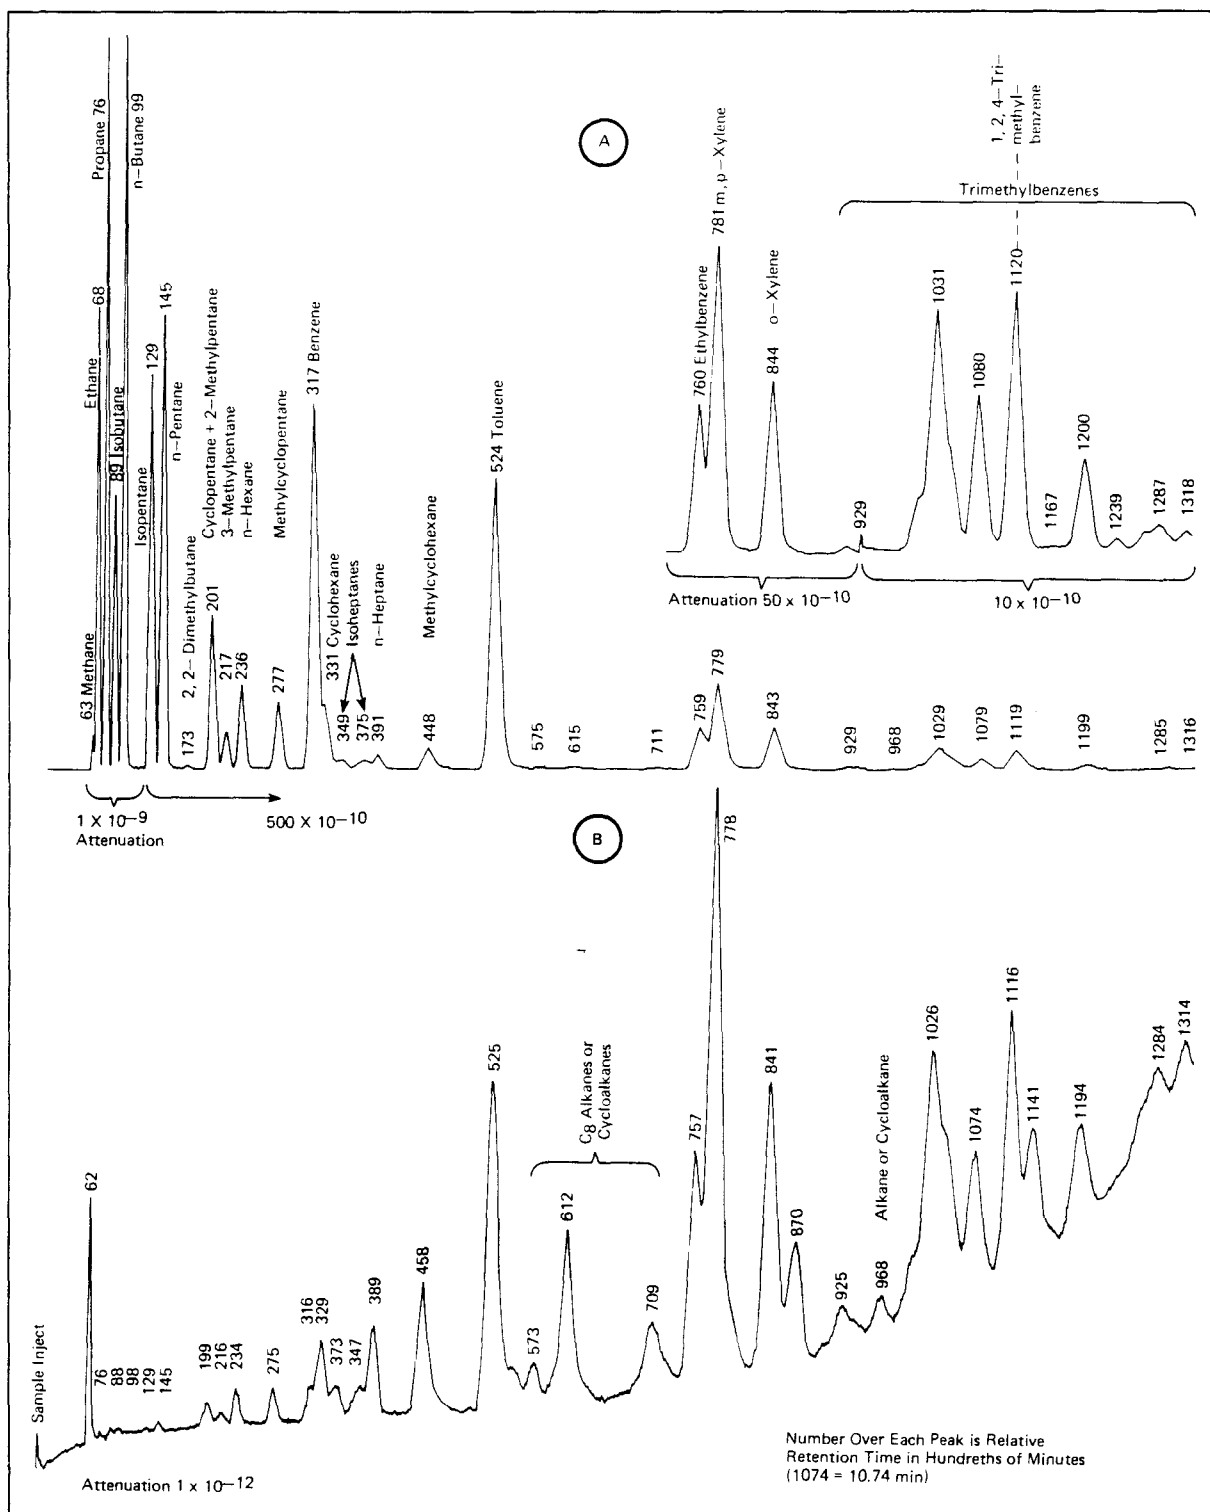 A
Propane 76
n-Butane 99
Ethane
68
89 Isobutane
63 Methane
Isopentane
129
145
n-Pentane
173
2, 2- Dimethylbutane
Cyclopentane + 2-Methylpentane
3-Methylpentane
n-Hexane
201
217
236
Methylcyclopentane
277
317 Benzene
331 Cyclohexane
Isoheptanes
349
375
n-Heptane
391
Methylcyclohexane
448
524 Toluene
575
615
711
759
779
843
929
968
1029
1079
1119
1199
1285
1316
1 X 10-9
Attenuation
500 X 10-10
760 Ethylbenzene
781 m, p-Xylene
844 o-Xylene
929
1, 2, 4-Tri-
methyl-
benzene
Trimethylbenzenes
1031
1080
1120
1167
1200
1239
1287
1318
Attenuation 50 x 10-10
10 x 10-10
B
Sample Inject
62
76
88
98
129
145
199
216
234
275
316
329
373
347
389
458
525
573
612
709
C8 Alkanes or
Cycloalkanes
757
778
841
870
925
968
Alkane or Cycloalkane
1026
1074
1116
1141
1194
1284
1314
Attenuation 1 x 10-12
Number Over Each Peak is Relative
Retention Time in Hundreths of Minutes
(1074 = 10.74 min)